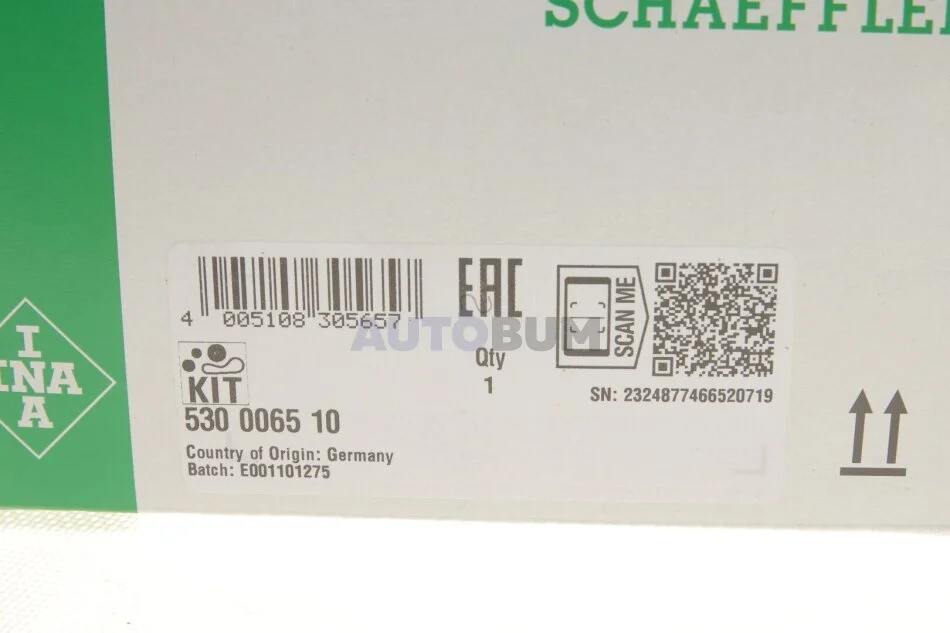 SCHAEFFLE
INA
INA
4 005108 305657
EAC
SCAN ME
AUTOBUM
Qty
1
KIT
SN: 2324877466520719
530 0065 10
Country of Origin: Germany
Batch: E001101275